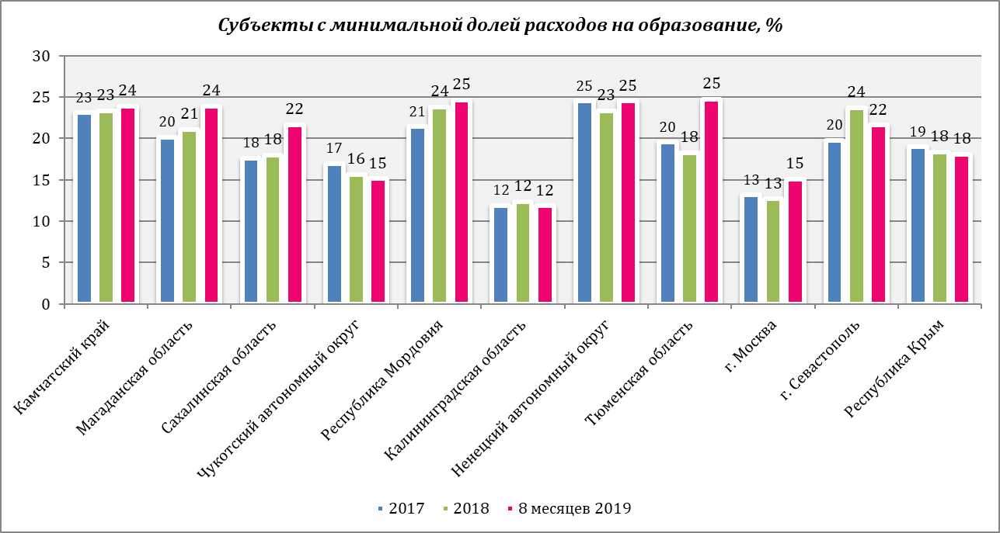 Субъекты с минимальной долей расходов на образование, %
30
25
20
15
10
5
0
23 23 24
20 21 24
18 18 22
17 16 15
21 24 25
12 12 12
25 23 25
20 18 25
13 13 15
20 24 22
19 18 18
Камчатский край
Магаданская область
Сахалинская область
Чукотский автономный округ
Республика Мордовия
Калининградская область
Ненецкий автономный округ
Тюменская область
г. Москва
г. Севастополь
Республика Крым
2017 2018 8 месяцев 2019